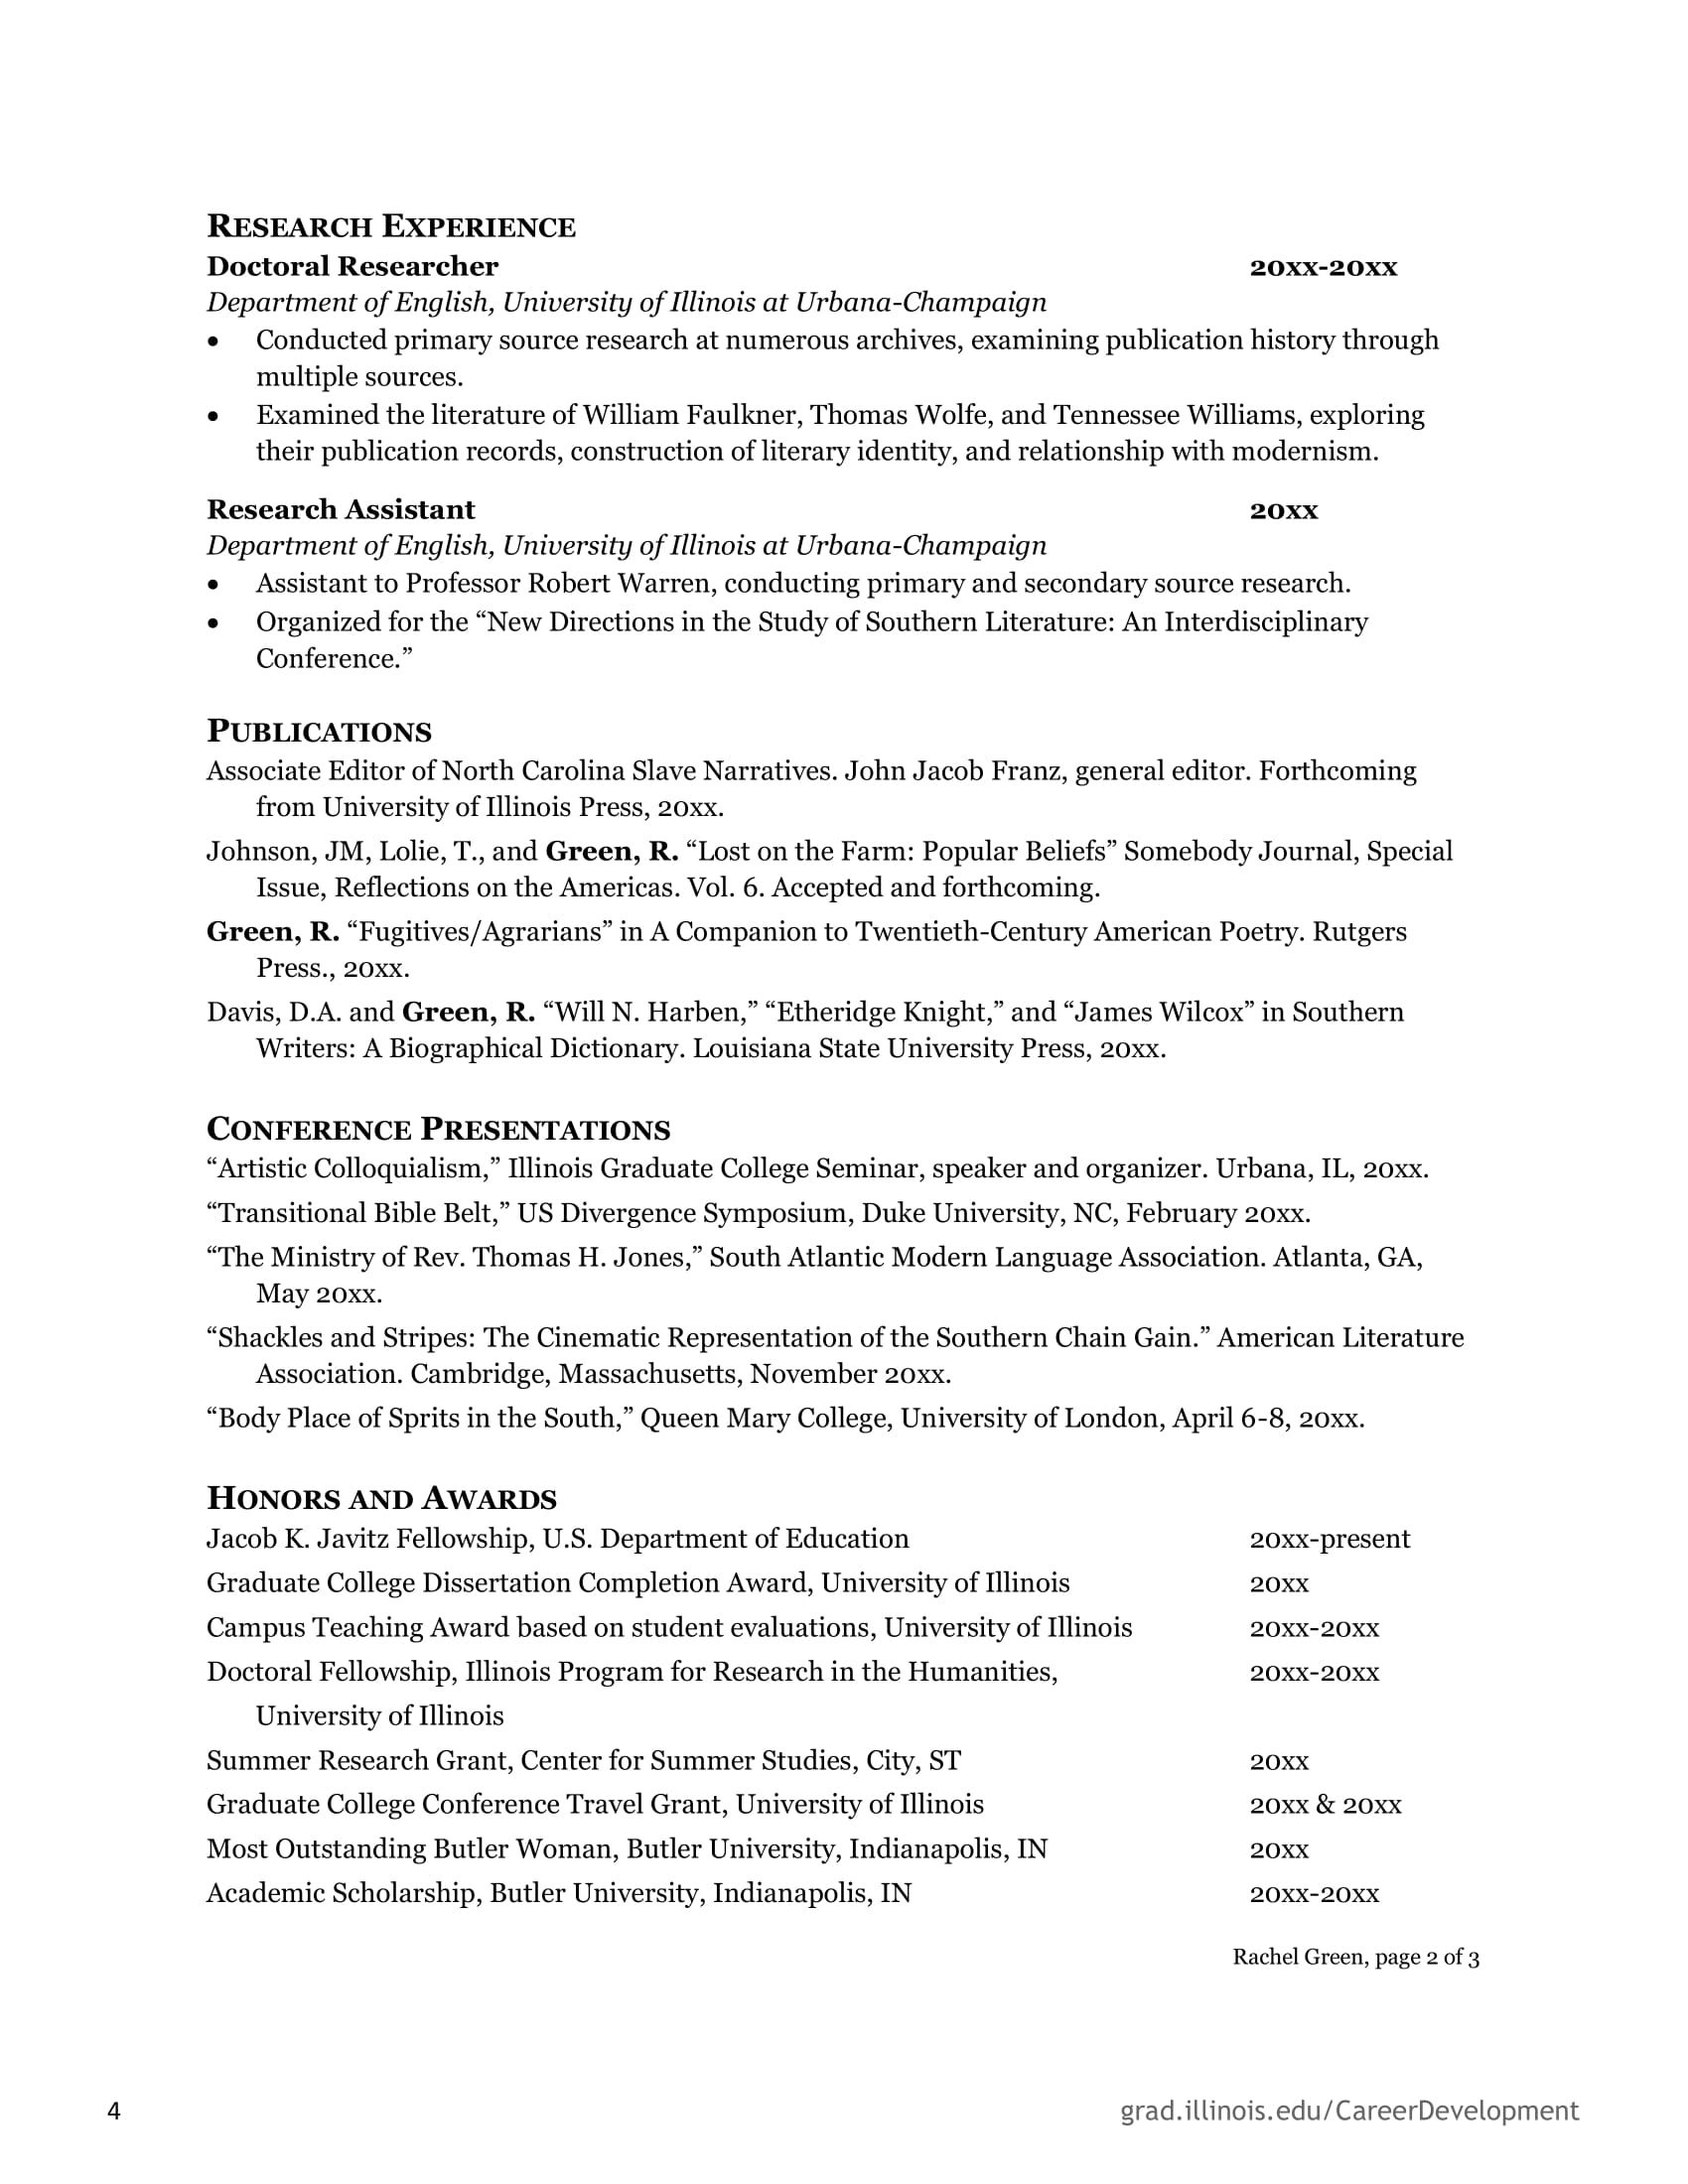 RESEARCH EXPERIENCE
Doctoral Researcher 20xx-20xx
Department of English, University of Illinois at Urbana-Champaign
• Conducted primary source research at numerous archives, examining publication history through
multiple sources.
• Examined the literature of William Faulkner, Thomas Wolfe, and Tennessee Williams, exploring
their publication records, construction of literary identity, and relationship with modernism.
Research Assistant 20xx
Department of English, University of Illinois at Urbana-Champaign
• Assistant to Professor Robert Warren, conducting primary and secondary source research.
• Organized for the “New Directions in the Study of Southern Literature: An Interdisciplinary
Conference.”
PUBLICATIONS
Associate Editor of North Carolina Slave Narratives. John Jacob Franz, general editor. Forthcoming
from University of Illinois Press, 20xx.
Johnson, JM, Lolie, T., and Green, R. “Lost on the Farm: Popular Beliefs” Somebody Journal, Special
Issue, Reflections on the Americas. Vol. 6. Accepted and forthcoming.
Green, R. “Fugitives/Agrarians” in A Companion to Twentieth-Century American Poetry. Rutgers
Press., 20xx.
Davis, D.A. and Green, R. “Will N. Harben,” “Etheridge Knight,” and “James Wilcox” in Southern
Writers: A Biographical Dictionary. Louisiana State University Press, 20xx.
CONFERENCE PRESENTATIONS
“Artistic Colloquialism,” Illinois Graduate College Seminar, speaker and organizer. Urbana, IL, 20xx.
“Transitional Bible Belt,” US Divergence Symposium, Duke University, NC, February 20xx.
“The Ministry of Rev. Thomas H. Jones,” South Atlantic Modern Language Association. Atlanta, GA,
May 20xx.
“Shackles and Stripes: The Cinematic Representation of the Southern Chain Gain.” American Literature
Association. Cambridge, Massachusetts, November 20xx.
“Body Place of Sprits in the South,” Queen Mary College, University of London, April 6-8, 20xx.
HONORS AND AWARDS
Jacob K. Javitz Fellowship, U.S. Department of Education 20xx-present
Graduate College Dissertation Completion Award, University of Illinois 20xx
Campus Teaching Award based on student evaluations, University of Illinois 20xx-20xx
Doctoral Fellowship, Illinois Program for Research in the Humanities, 20xx-20xx
University of Illinois
Summer Research Grant, Center for Summer Studies, City, ST 20xx
Graduate College Conference Travel Grant, University of Illinois 20xx & 20xx
Most Outstanding Butler Woman, Butler University, Indianapolis, IN 20xx
Academic Scholarship, Butler University, Indianapolis, IN 20xx-20xx
Rachel Green, page 2 of 3
4 grad.illinois.edu/CareerDevelopment